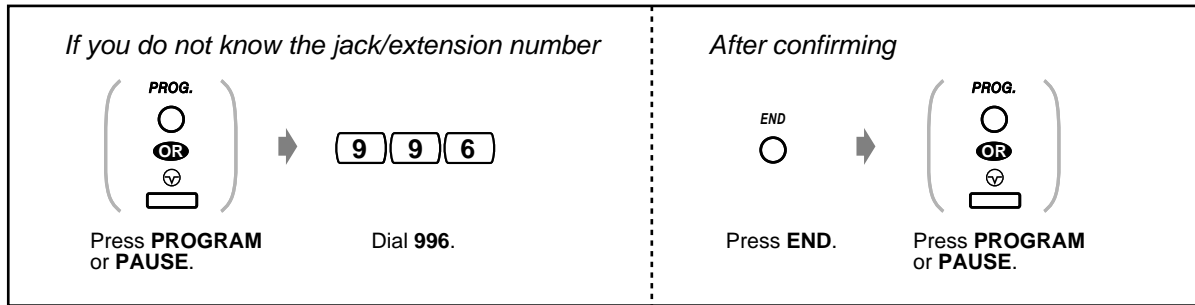 If you do not know the jack/extension number
PROG.
OR
9 9 6
Press PROGRAM
or PAUSE.
Dial 996.
After confirming
END
PROG.
OR
Press END.
Press PROGRAM
or PAUSE.